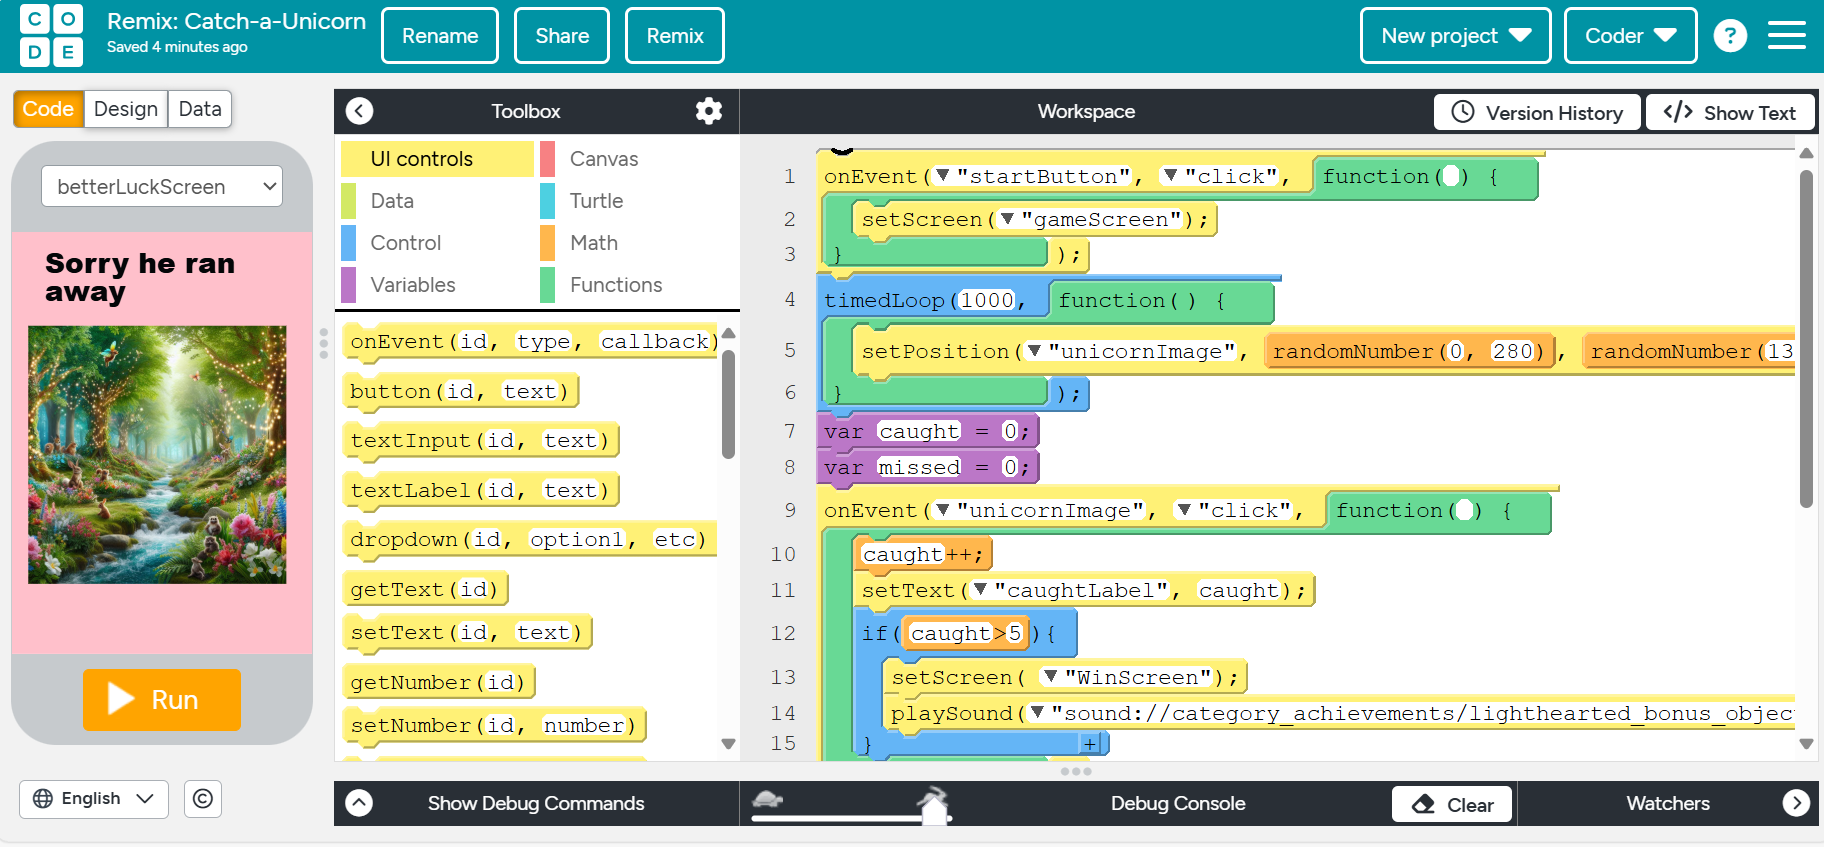 CODE
Remix: Catch-a-Unicorn
Saved 4 minutes ago
Rename
Share
Remix
New project
Coder
?
Code
Design
Data
Toolbox
Workspace
Version History
</> Show Text
betterLuckScreen
Sorry he ran
away
Run
English
©
UI controls
Canvas
Data
Turtle
Control
Math
Variables
Functions
onEvent(id, type, callback)
button(id, text)
textInput(id, text)
textLabel(id, text)
dropdown(id, option1, etc)
getText(id)
setText(id, text)
getNumber(id)
setNumber(id, number)
1 onEvent(▼"startButton", ▼"click", function( ) {
2 setScreen(▼"gameScreen");
3 } );
4 timedLoop(1000, function( ) {
5 setPosition(▼"unicornImage", randomNumber(0, 280), randomNumber(13
6 } );
7 var caught = 0;
8 var missed = 0;
9 onEvent(▼"unicornImage", ▼"click", function( ) {
10 caught++;
11 setText(▼"caughtLabel", caught);
12 if(caught>5){
13 setScreen( ▼"WinScreen");
14 playSound(▼"sound://category_achievements/lighthearted_bonus_objec
15 } +
Show Debug Commands
Debug Console
Clear
Watchers